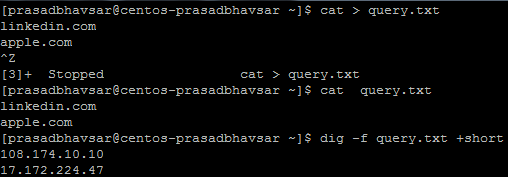 [prasadbhavsar@centos-prasadbhavsar ~]$ cat > query.txt
linkedin.com
apple.com
^Z
[3]+  Stopped                 cat > query.txt
[prasadbhavsar@centos-prasadbhavsar ~]$ cat  query.txt
linkedin.com
apple.com
[prasadbhavsar@centos-prasadbhavsar ~]$ dig -f query.txt +short
108.174.10.10
17.172.224.47